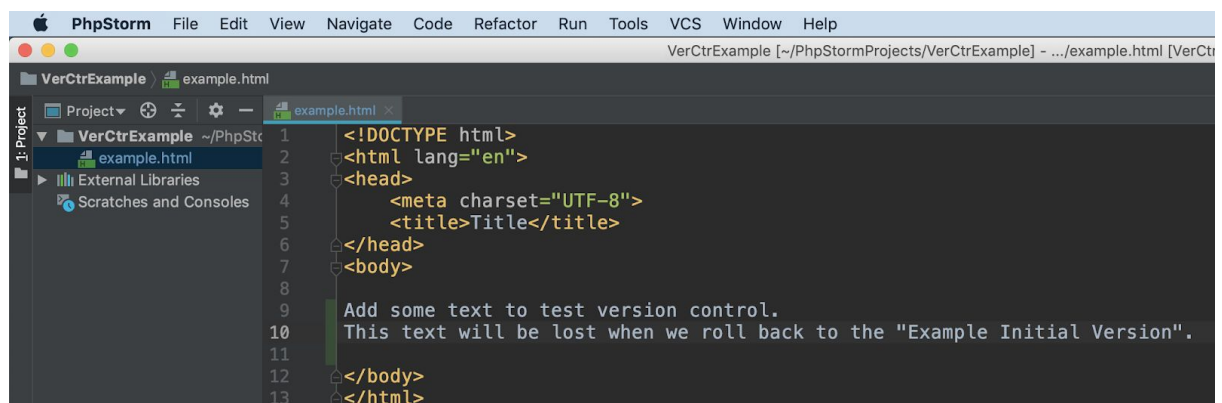 PhpStorm File Edit View Navigate Code Refactor Run Tools VCS Window Help
VerCtrExample [~/PhpStormProjects/VerCtrExample] - .../example.html [VerCtr
VerCtrExample example.html
1: Project
Project
example.html
VerCtrExample ~/PhpSto
example.html
External Libraries
Scratches and Consoles
1 <!DOCTYPE html>
2 <html lang="en">
3 <head>
4 <meta charset="UTF-8">
5 <title>Title</title>
6 </head>
7 <body>
8
9 Add some text to test version control.
10 This text will be lost when we roll back to the "Example Initial Version".
11
12 </body>
13 </html>